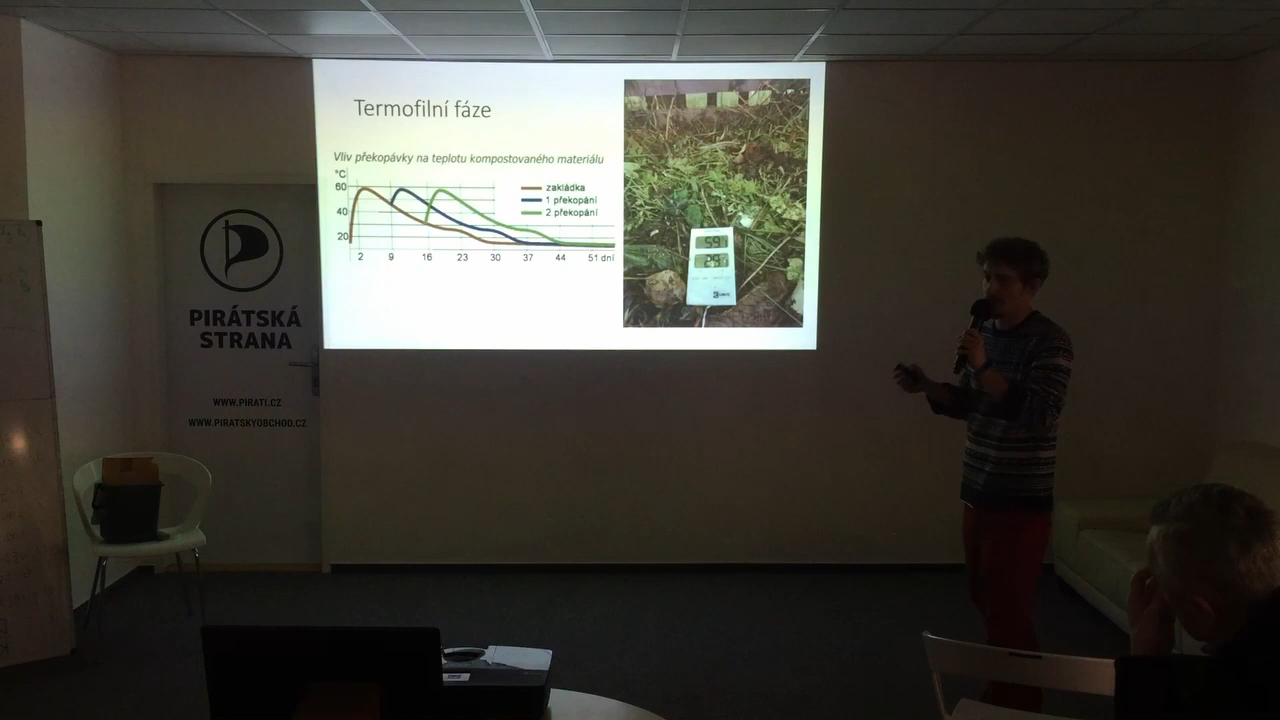 Termofilní fáze
Vliv překopávky na teplotu kompostovaného materiálu
°C
60
40
20
2 9 16 23 30 37 44 51 dní
zakládka
1 překopání
2 překopání
PIRÁTSKÁ
STRANA
WWW.PIRATI.CZ
WWW.PIRATSKYOBCHOD.CZ